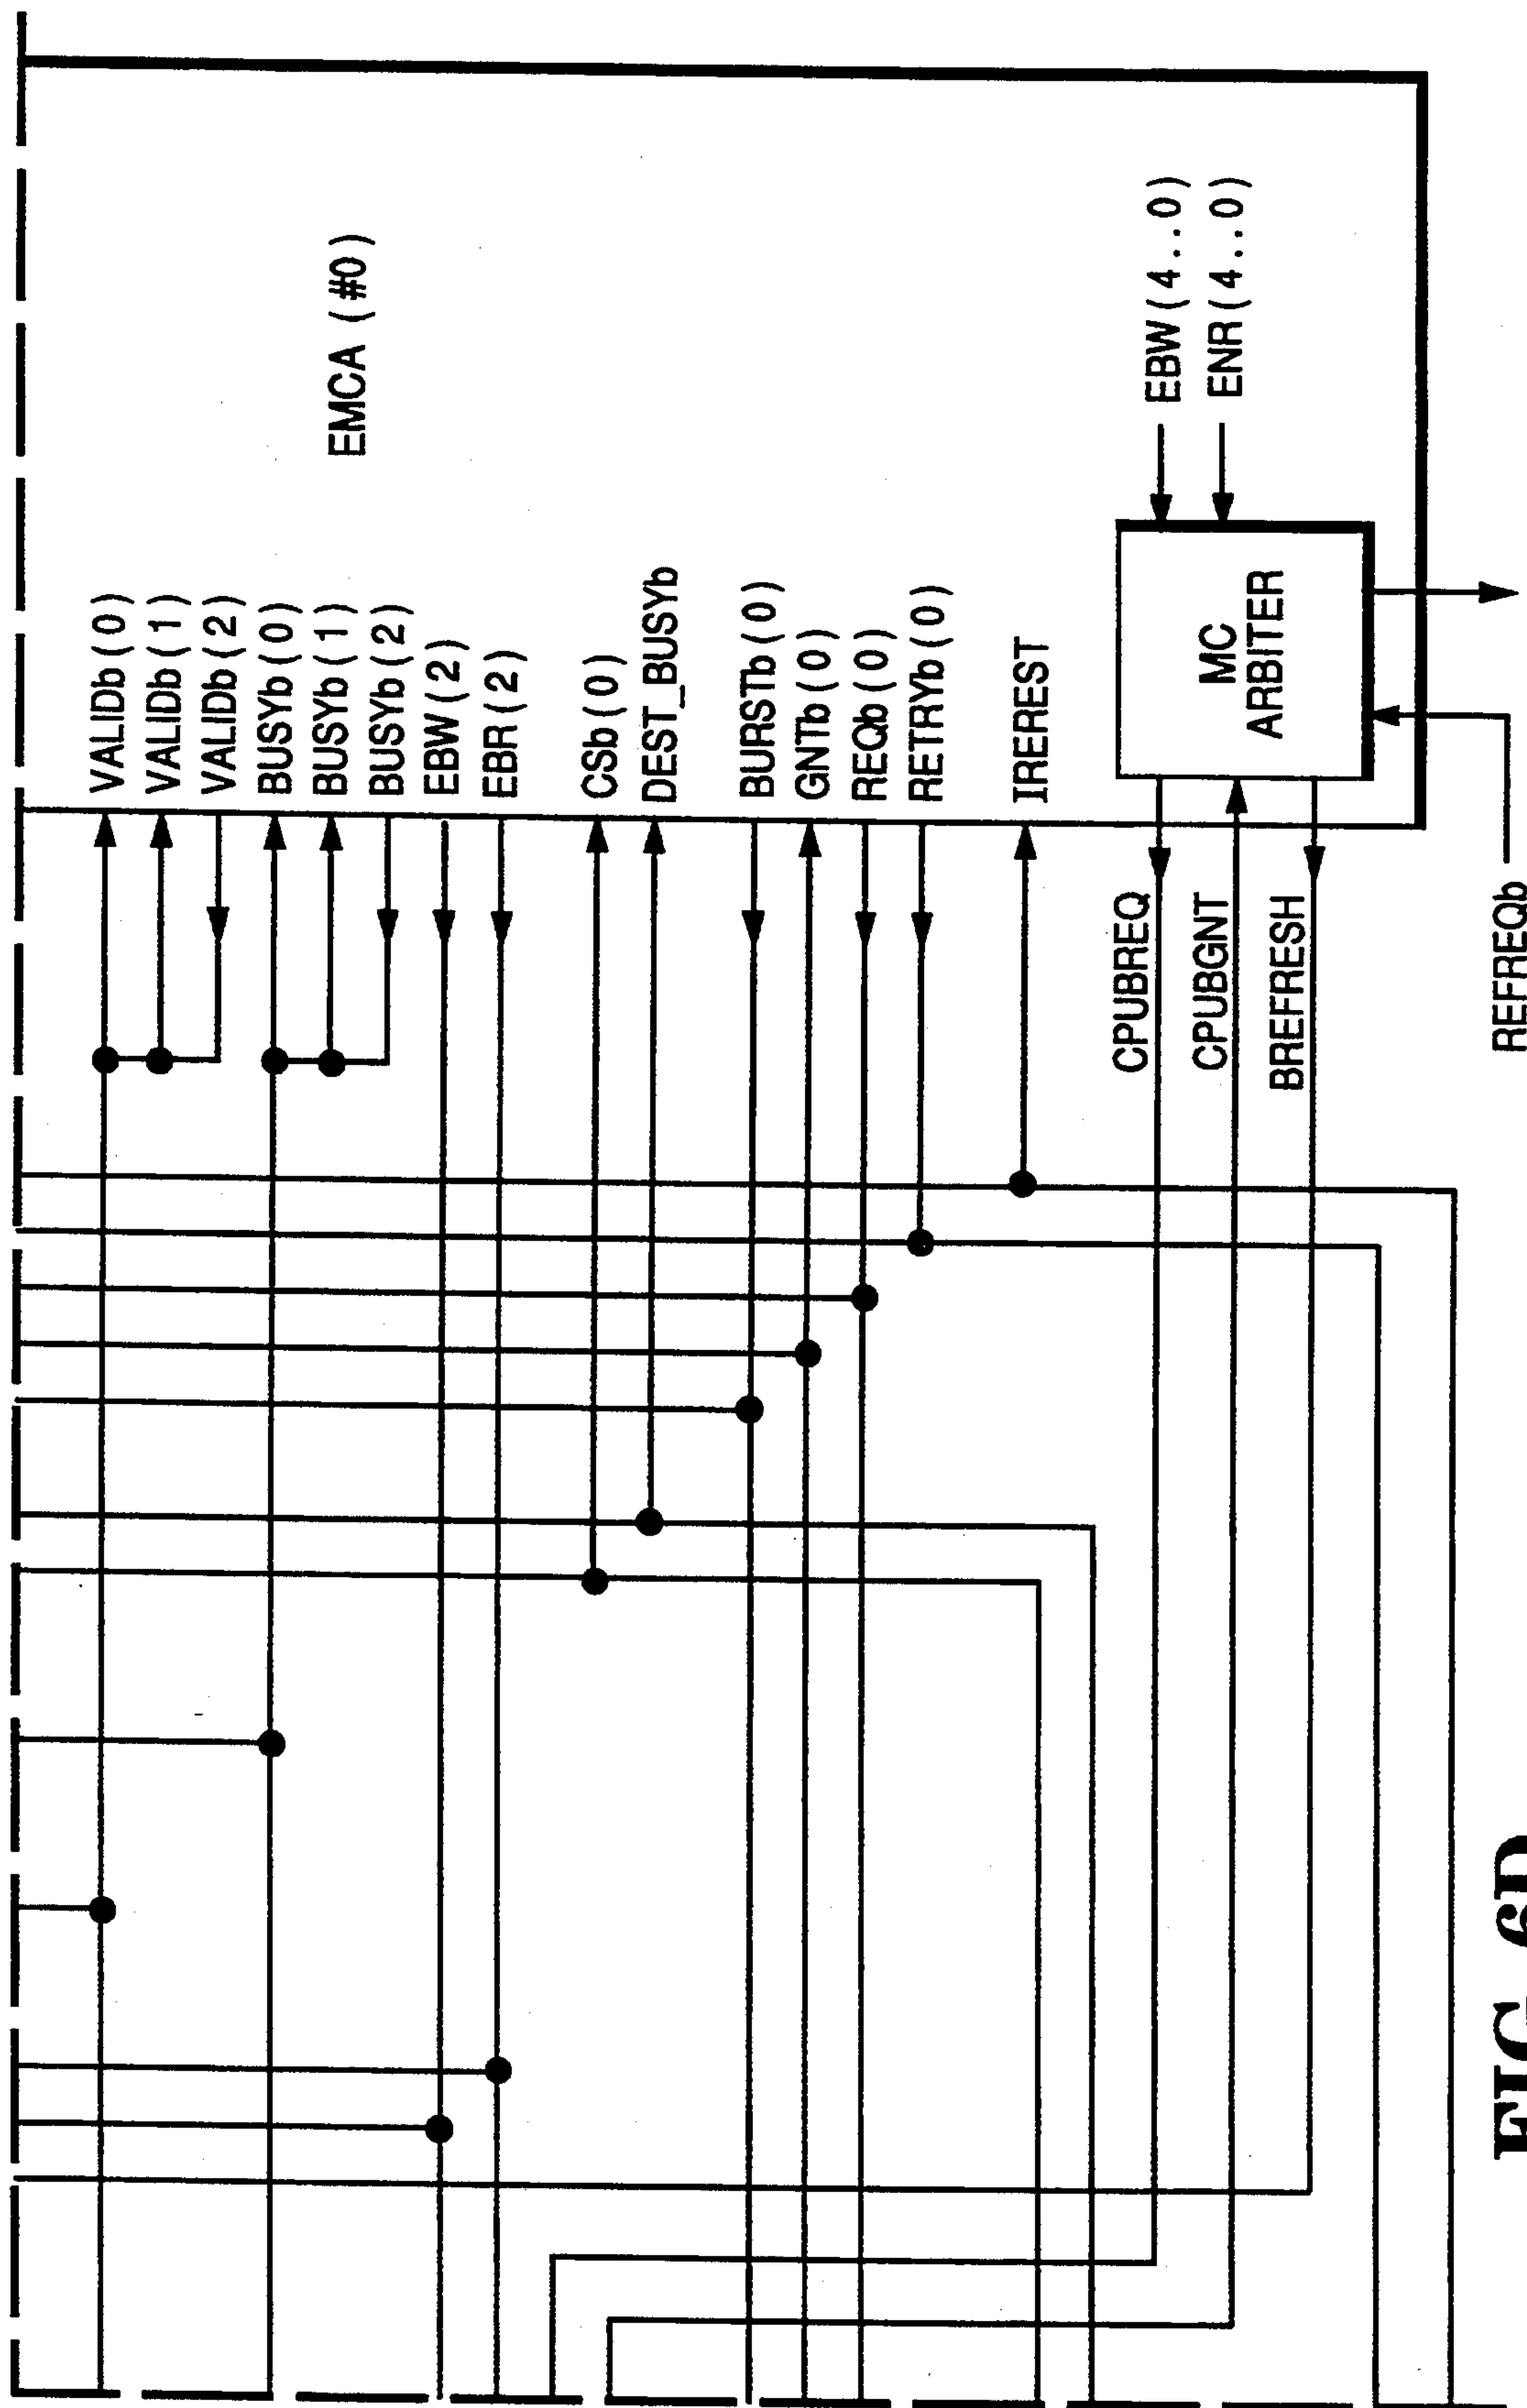 EMCA (#0)
VALIDb(0)
VALIDb(1)
VALIDb(2)
BUSYb(0)
BUSYb(1)
BUSYb(2)
EBW(2)
EBR(2)
CSb(0)
DEST_BUSYb
BURSTb(0)
GNTb(0)
REQb(0)
RETRYb(0)
IREREST
EBW(4..0)
ENR(4..0)
MC
ARBITER
CPUBREQ
CPUBGNT
BREFRESH
REFREQb
FIG. 6D